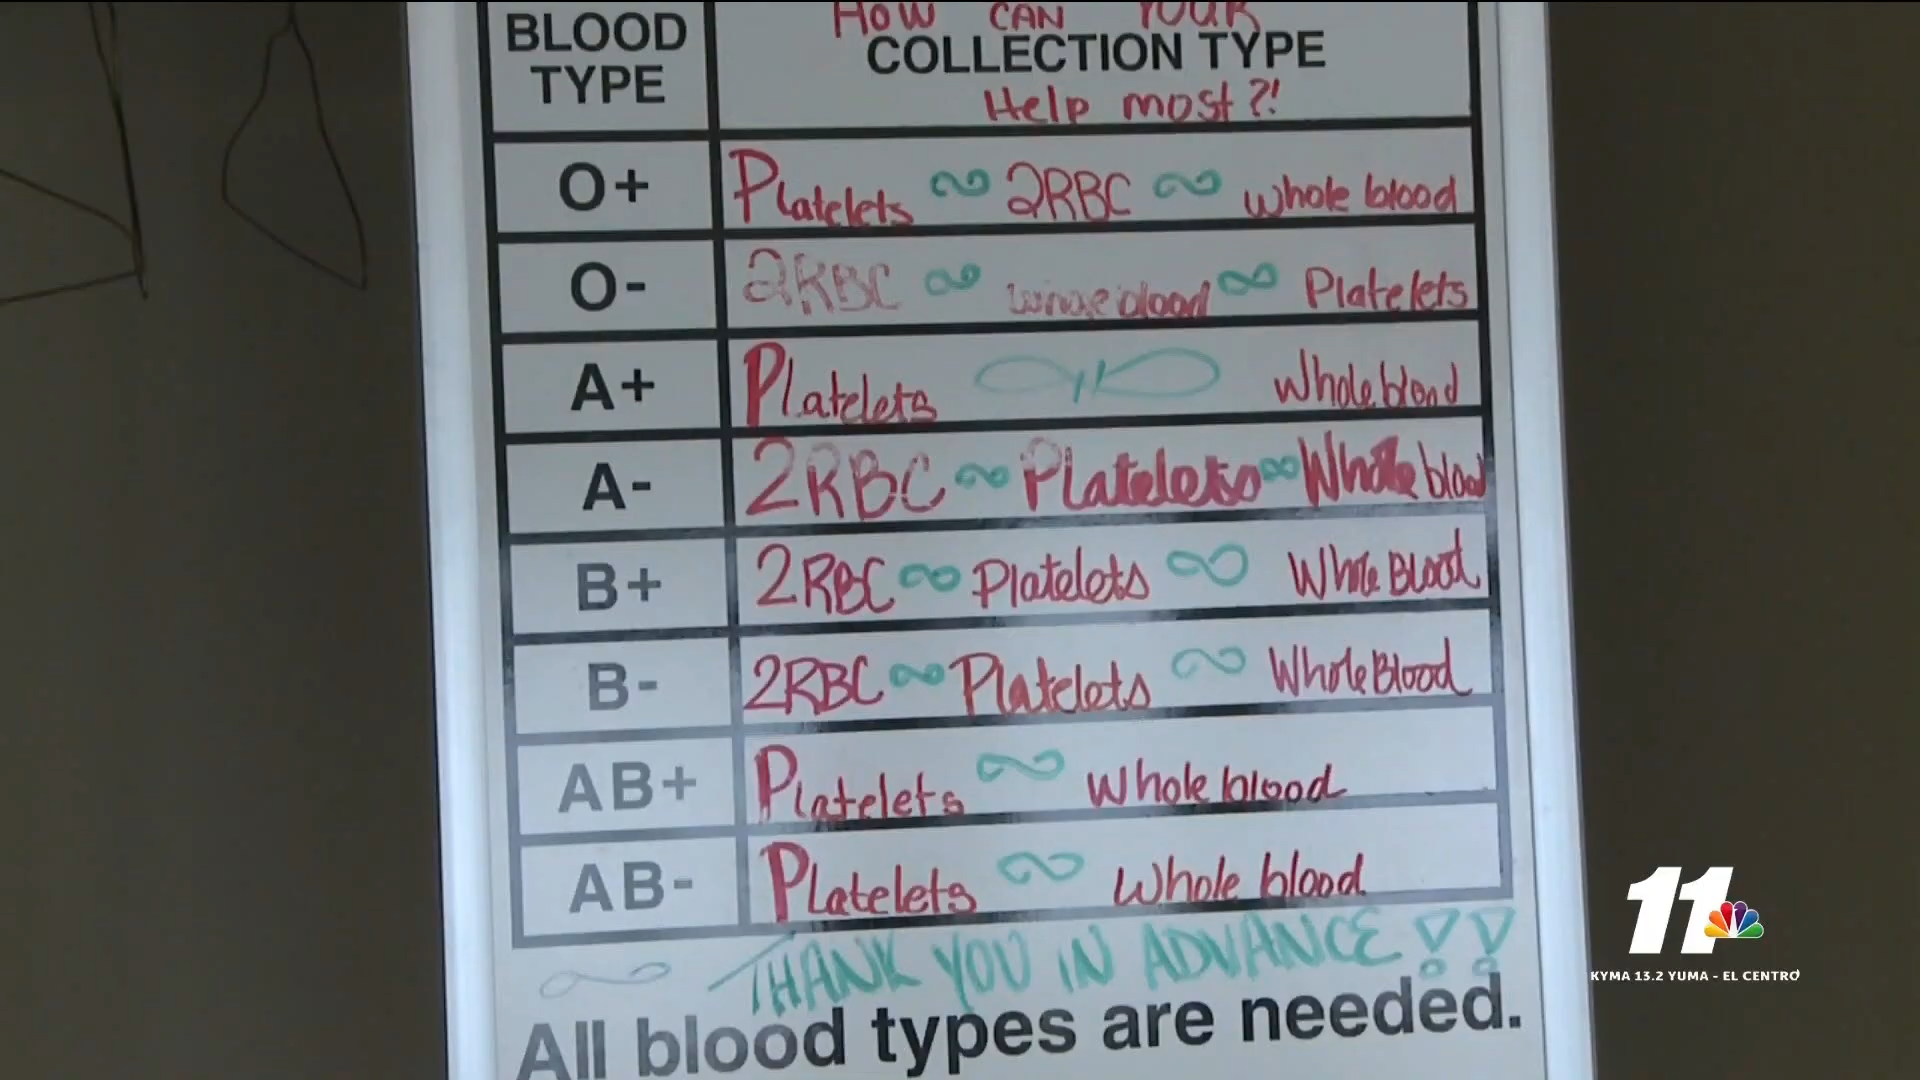 BLOOD TYPE
HOW CAN YOUR
COLLECTION TYPE
Help most?!
O+ Platelets 2RBC whole blood
O- 2RBC whole blood Platelets
A+ Platelets Whole blood
A- 2RBC Platelets Whole blood
B+ 2RBC Platelets Whole Blood
B- 2RBC Platelets Whole Blood
AB+ Platelets Whole blood
AB- Platelets Whole blood
THANK YOU IN ADVANCE !!
All blood types are needed.
11
KYMA 13.2 YUMA - EL CENTRO